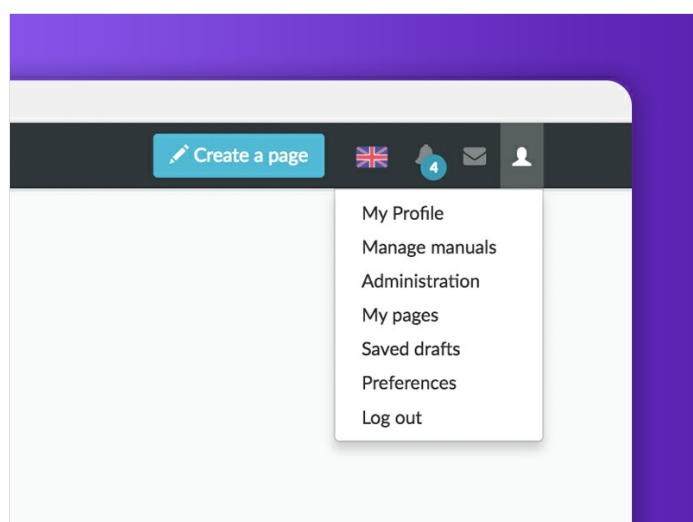 Create a page
4
My Profile
Manage manuals
Administration
My pages
Saved drafts
Preferences
Log out